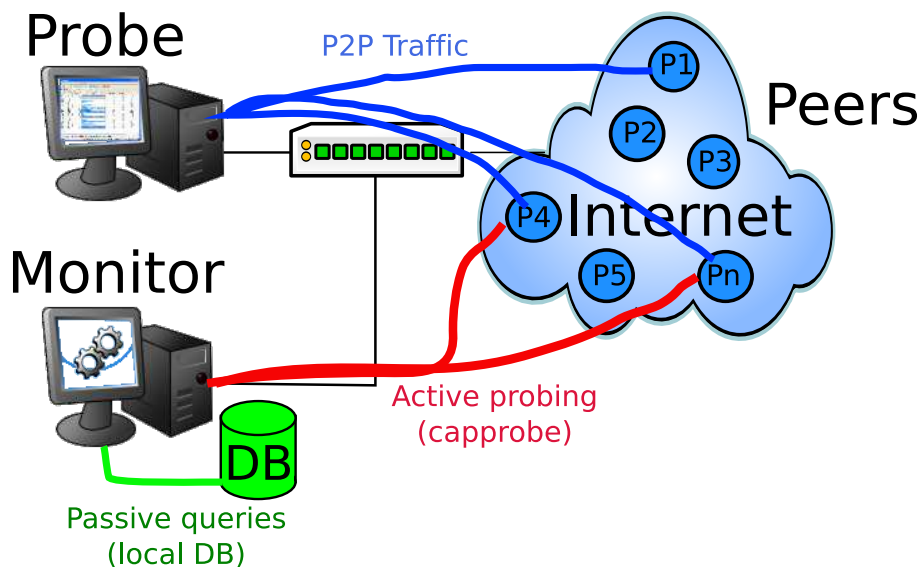 Probe
P2P Traffic
P1
Peers
P2
P3
P4
Internet
Monitor
P5
Pn
Active probing
(capprobe)
DB
Passive queries
(local DB)